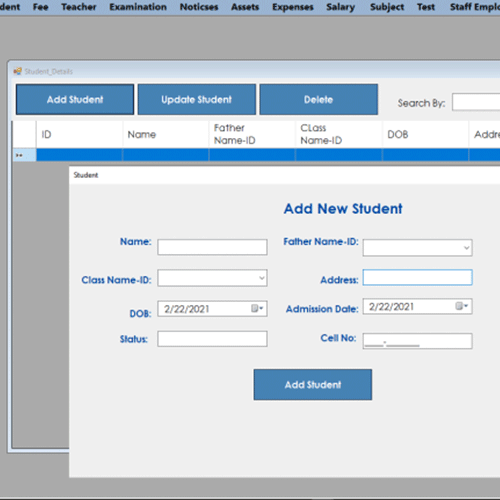 dent Fee Teacher Examination Noticses Assets Expenses Salary Subject Test Staff Emplo
Student_Details
Add Student Update Student Delete Search By:
ID Name Father Name-ID CLass Name-ID DOB Addre
Student
Add New Student
Name: Father Name-ID:
Class Name-ID: Address:
DOB: 2/22/2021 Admission Date: 2/22/2021
Status: Cell No: ____-_______
Add Student